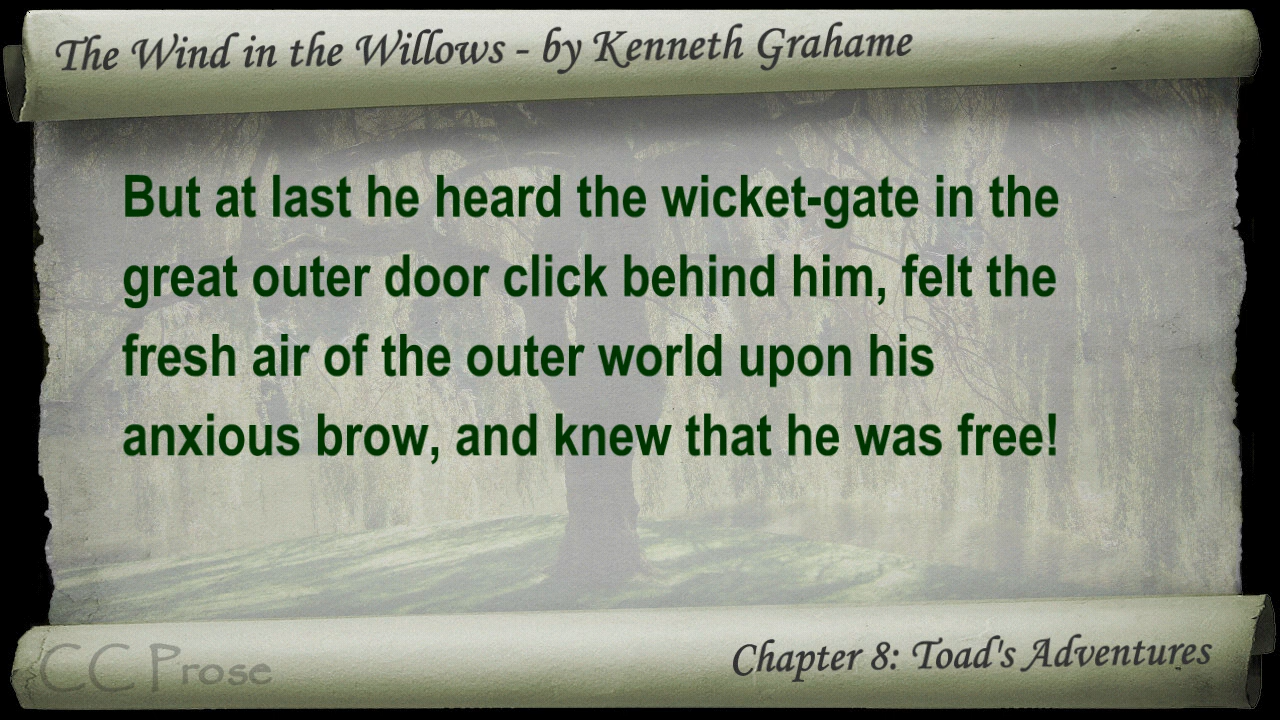 The Wind in the Willows - by Kenneth Grahame
But at last he heard the wicket-gate in the
great outer door click behind him, felt the
fresh air of the outer world upon his
anxious brow, and knew that he was free!
CC Prose
Chapter 8: Toad's Adventures